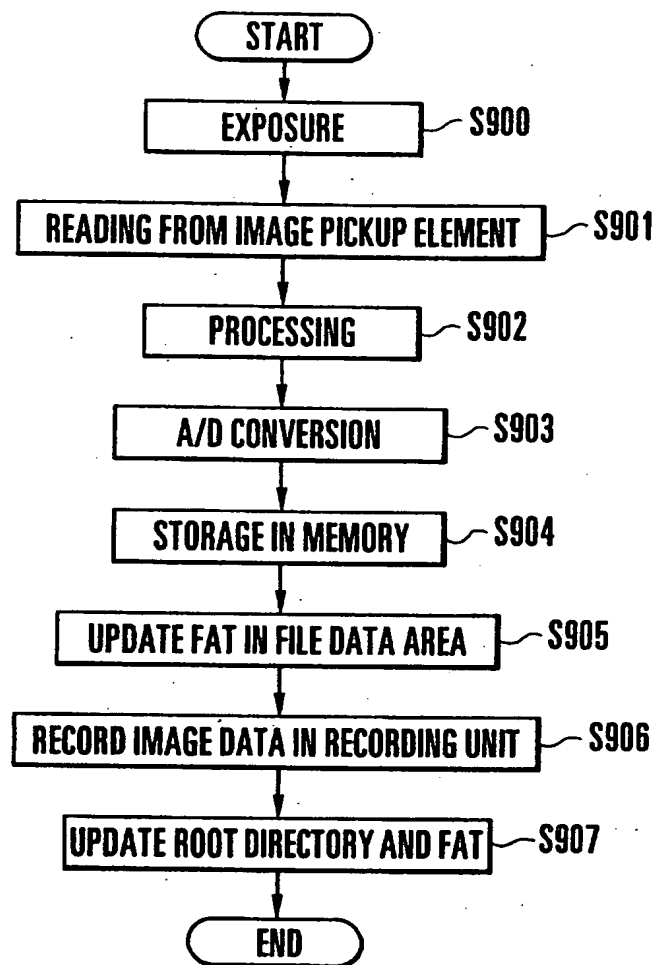 START
EXPOSURE S900
READING FROM IMAGE PICKUP ELEMENT S901
PROCESSING S902
A/D CONVERSION S903
STORAGE IN MEMORY S904
UPDATE FAT IN FILE DATA AREA S905
RECORD IMAGE DATA IN RECORDING UNIT S906
UPDATE ROOT DIRECTORY AND FAT S907
END